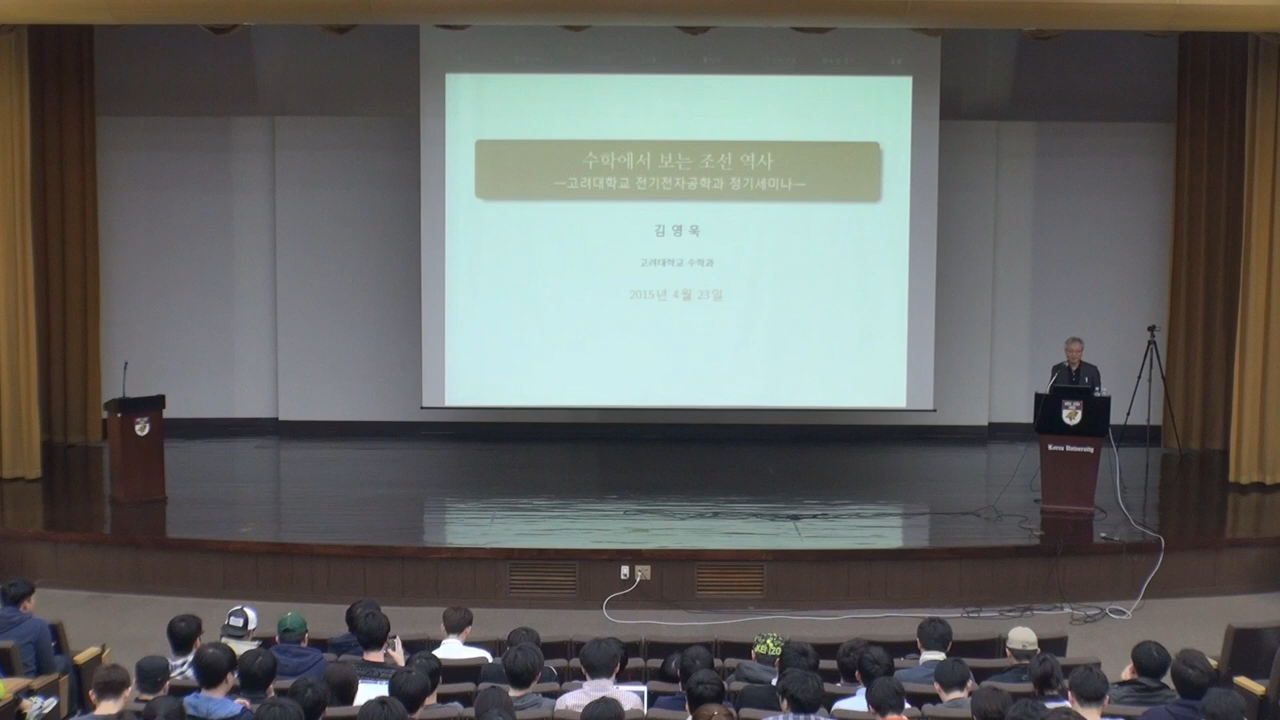 수학에서 보는 조선 역사
—고려대학교 전기전자공학과 정기세미나—
김 영 욱
고려대학교 수학과
2015년 4월 23일
Korea University